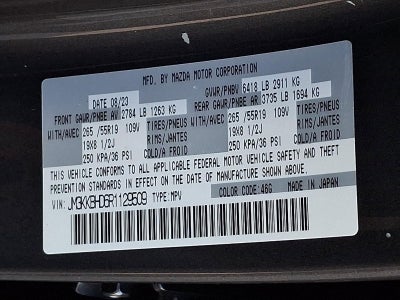 MFD. BY MAZDA MOTOR CORPORATION
DATE 08/23 GVWR/PNBV 6418 LB 2911 KG
FRONT GAWR/PNBE AV 2784 LB 1263 KG REAR GAWR/PNBE AR 3735 LB 1694 KG
WITH/AVEC 265/55R19 109V TIRES/PNEUS WITH/AVEC 265/55R19 109V TIRES/PNEUS
19X8 1/2J RIMS/JANTES 19X8 1/2J RIMS/JANTES
250 KPA/36 PSI COLD/A FROID 250 KPA/36 PSI COLD/A FROID
THIS VEHICLE CONFORMS TO ALL APPLICABLE FEDERAL MOTOR VEHICLE SAFETY AND THEFT
PREVENTION STANDARDS IN EFFECT ON THE DATE OF MANUFACTURE SHOWN ABOVE.
COLOR CODE:46G MADE IN JAPAN
VIN: JM3KKBHD6R1129509 TYPE:MPV